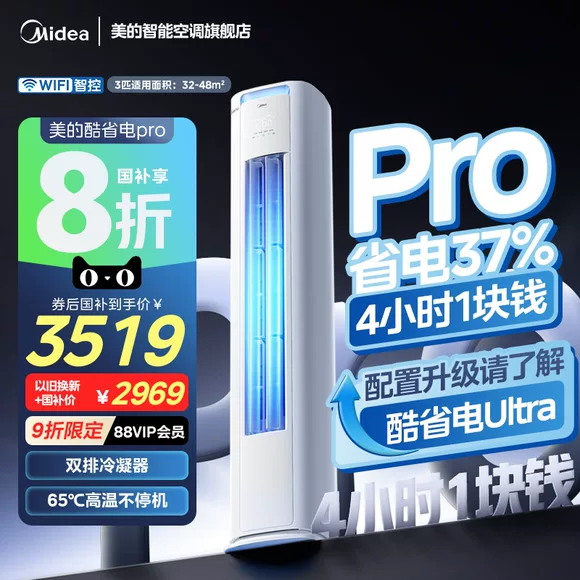 Midea 美的智能空调旗舰店
WIFI智控 3匹适用面积：32-48m²
美的酷省电pro
国补享
8折
券后国补到手价￥
3519
以旧换新
+国补价 ￥2969
9折限定 88VIP会员
双排冷凝器
65℃高温不停机
Pro
省电37%
4小时1块钱
配置升级请了解
酷省电Ultra
4小时1块钱